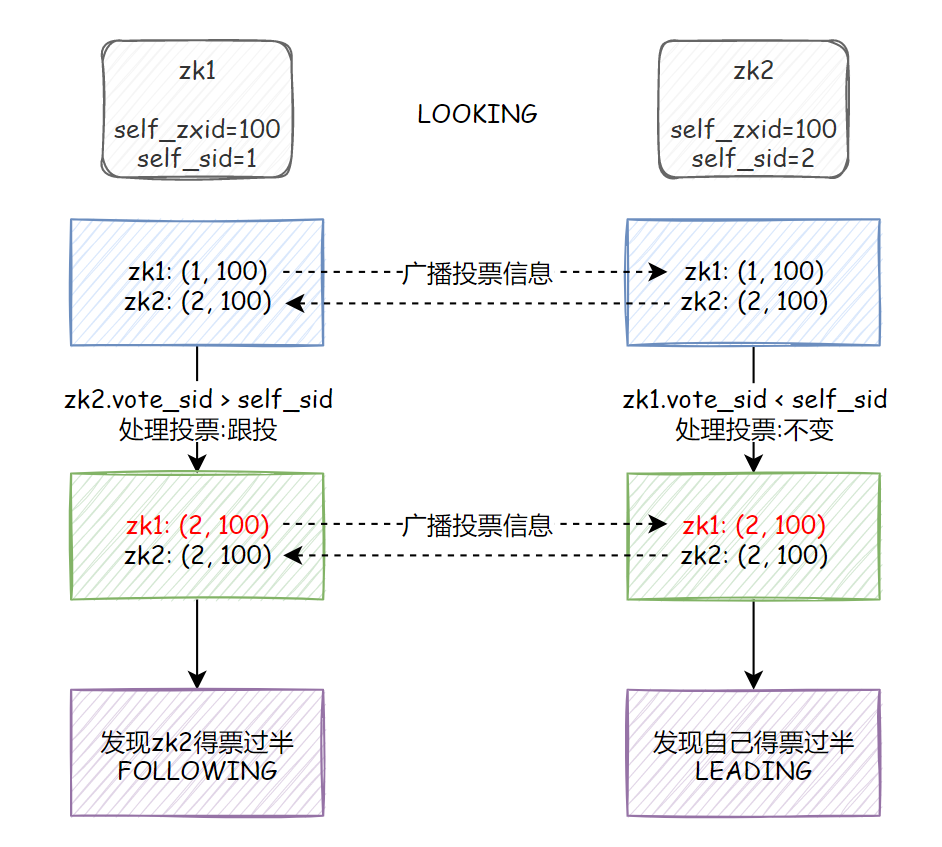 zk1
self_zxid=100
self_sid=1
LOOKING
zk2
self_zxid=100
self_sid=2
zk1: (1, 100)
zk2: (2, 100)
广播投票信息
zk1: (1, 100)
zk2: (2, 100)
zk2.vote_sid > self_sid
处理投票:跟投
zk1.vote_sid < self_sid
处理投票:不变
zk1: (2, 100)
zk2: (2, 100)
广播投票信息
zk1: (2, 100)
zk2: (2, 100)
发现zk2得票过半
FOLLOWING
发现自己得票过半
LEADING